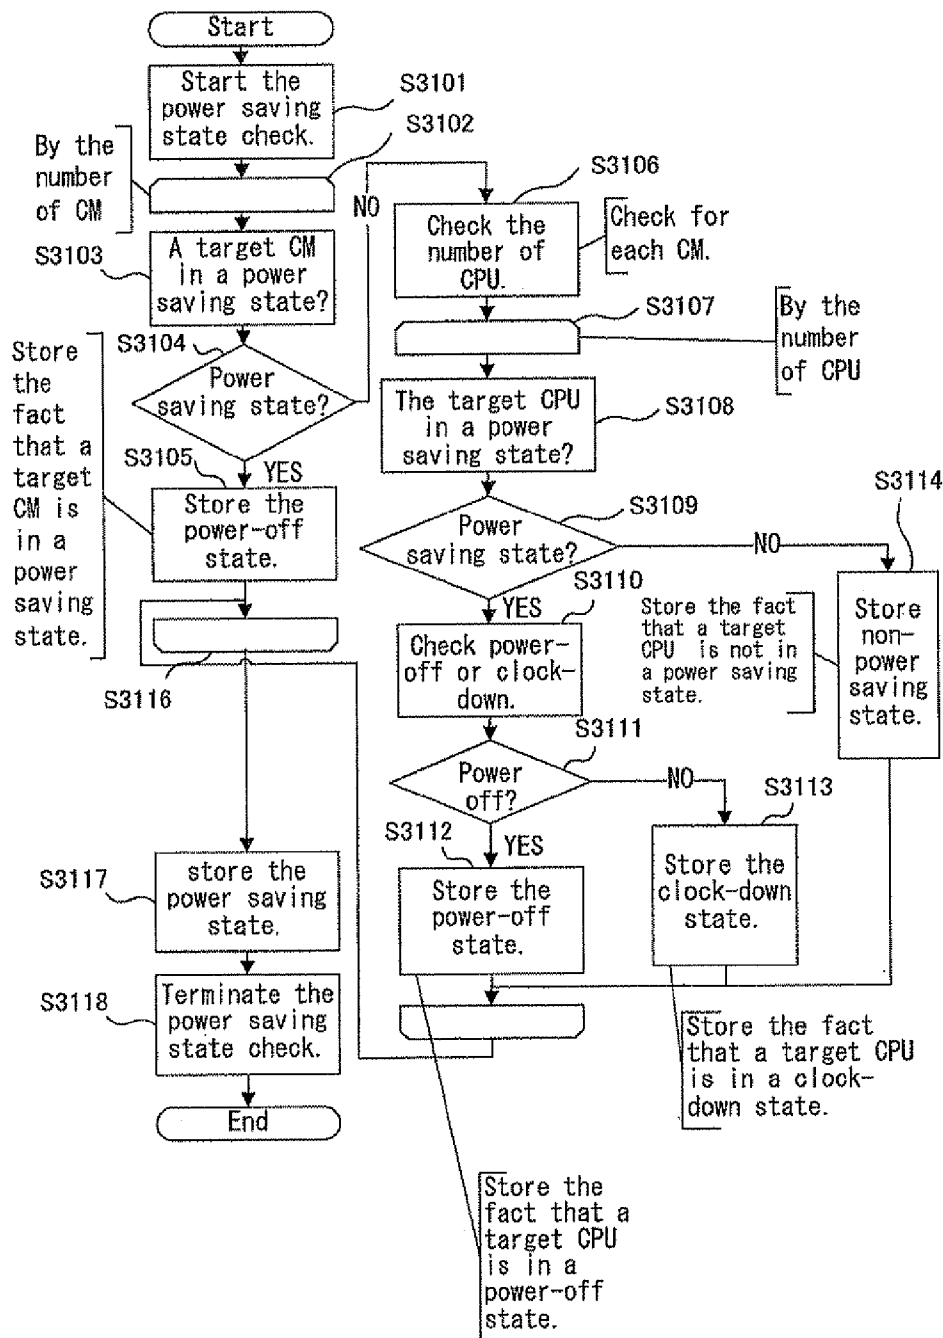 Start
Start the
power saving
state check.
S3101
S3102
By the
number
of CM
S3103
A target CM
in a power
saving state?
S3104
Power
saving state?
NO
YES
Store
the
fact
that a
target
CM is
in a
power
saving
state.
S3105
Store the
power-off
state.
S3116
S3117
store the
power saving
state.
S3118
Terminate the
power saving
state check.
End
S3106
Check the
number of
CPU.
Check for
each CM.
S3107
By the
number
of CPU
The target CPU
in a power
saving state?
S3108
S3109
Power
saving state?
NO
YES
S3114
Store
non-
power
saving
state.
Store the fact
that a target
CPU is not in
a power saving
state.
S3110
Check power-
off or clock-
down.
S3111
Power
off?
NO
YES
S3112
Store the
power-off
state.
S3113
Store the
clock-down
state.
Store the fact
that a target CPU
is in a clock-
down state.
Store the
fact that a
target CPU
is in a
power-off
state.